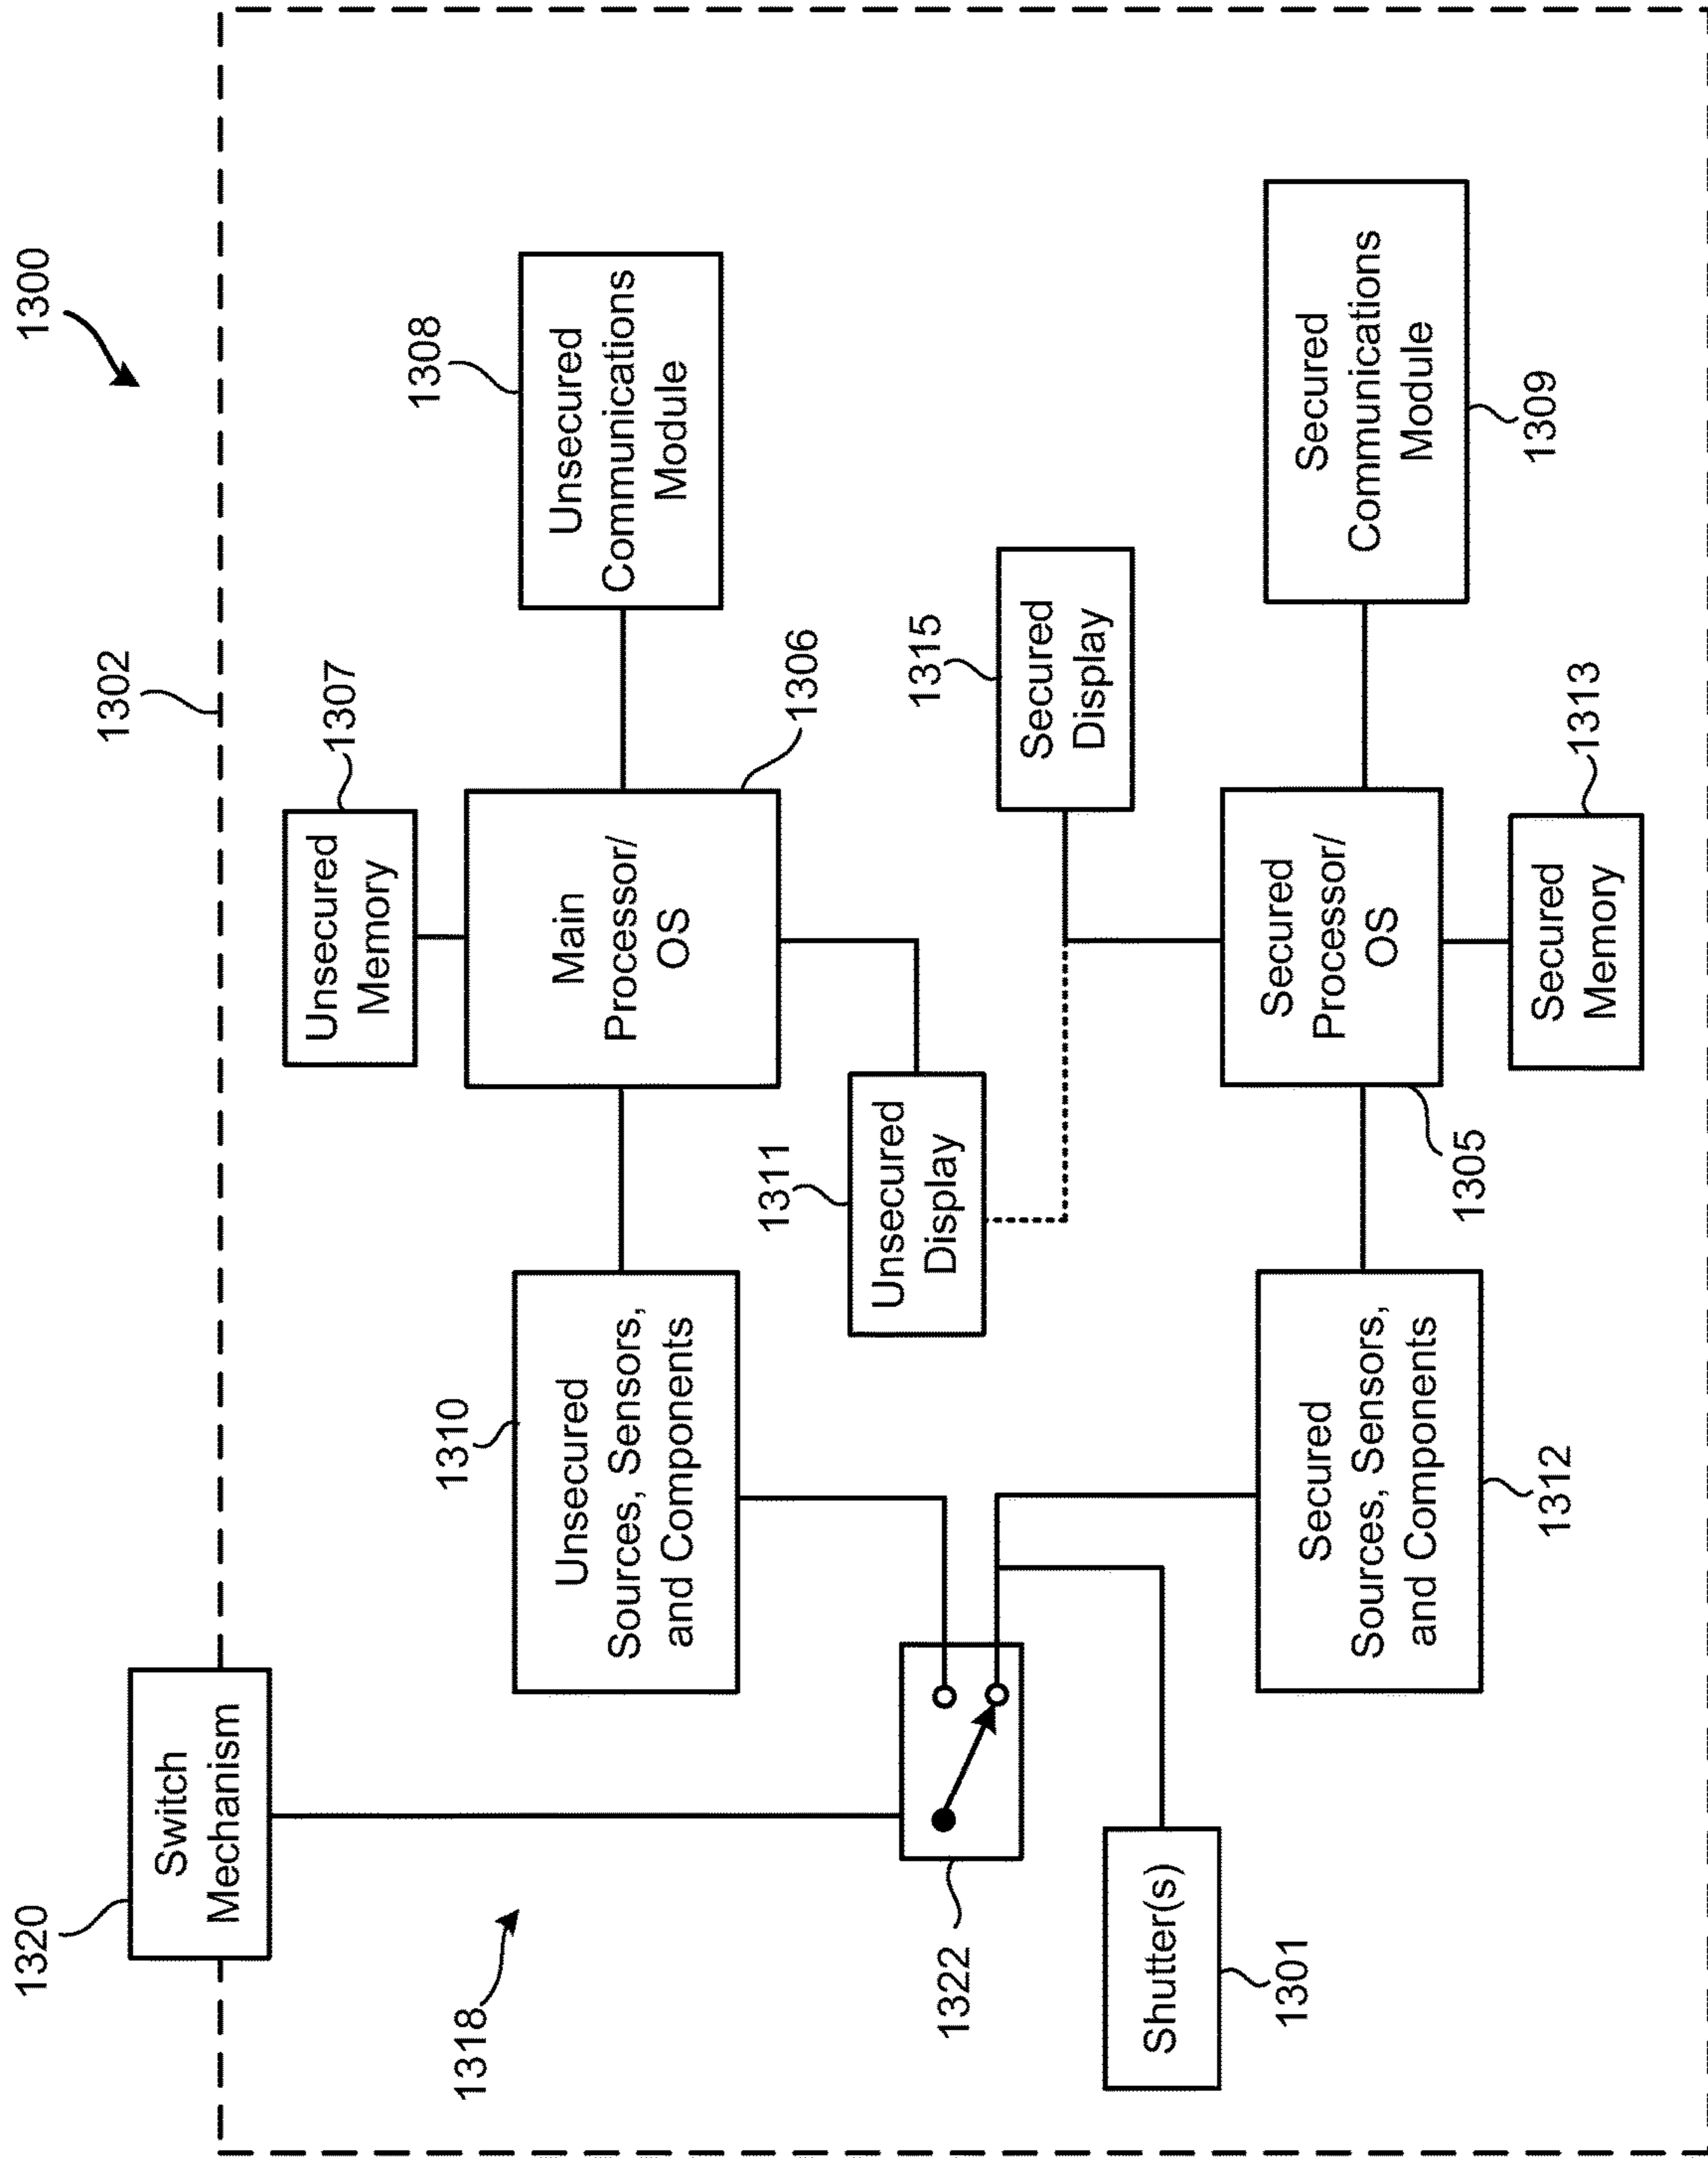 1300
1302
1320
Switch
Mechanism
1307
Unsecured
Memory
1308
Unsecured
Communications
Module
1306
Main
Processor/
OS
1310
Unsecured
Sources, Sensors,
and Components
1318
1311
Unsecured
Display
1315
Secured
Display
1322
Shutter(s)
1301
Secured
Sources, Sensors,
and Components
1312
Secured
Processor/
OS
1305
Secured
Communications
Module
1309
Secured
Memory
1313